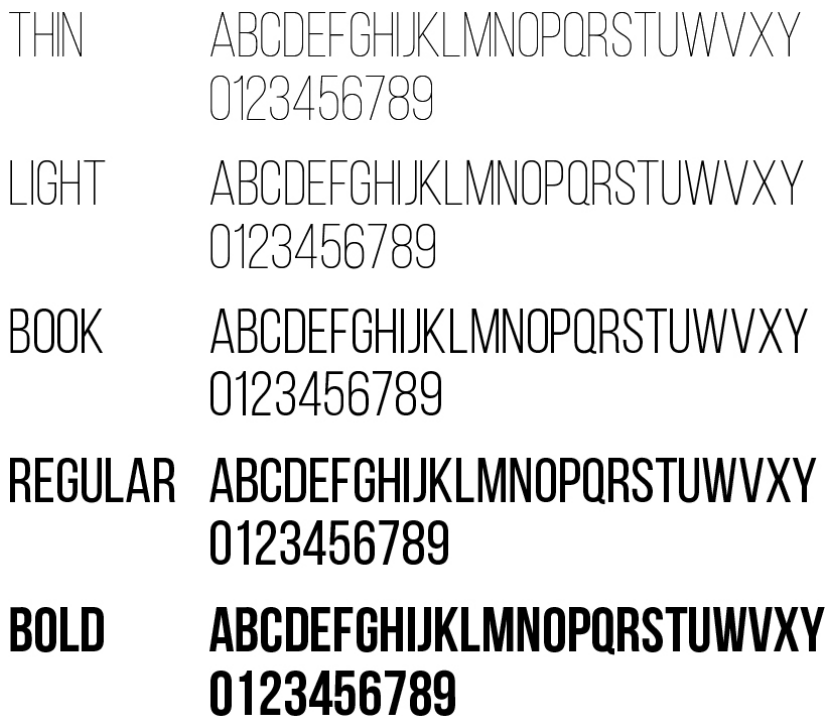 THIN ABCDEFGHIJKLMNOPQRSTUWVXY
0123456789
LIGHT ABCDEFGHIJKLMNOPQRSTUWVXY
0123456789
BOOK ABCDEFGHIJKLMNOPQRSTUWVXY
0123456789
REGULAR ABCDEFGHIJKLMNOPQRSTUWVXY
0123456789
BOLD ABCDEFGHIJKLMNOPQRSTUWVXY
0123456789